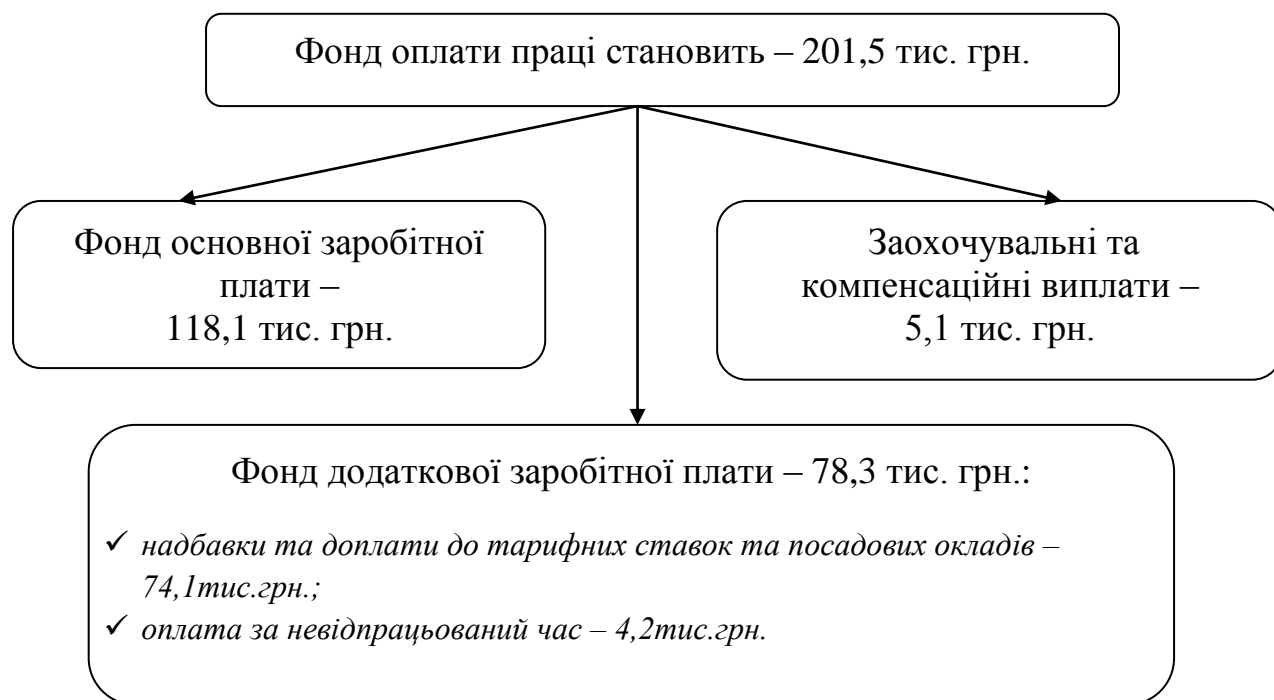 Фонд оплати праці становить – 201,5 тис. грн.
Фонд основної заробітної
плати –
118,1 тис. грн.
Заохочувальні та
компенсаційні виплати –
5,1 тис. грн.
Фонд додаткової заробітної плати – 78,3 тис. грн.:
✓ надбавки та доплати до тарифних ставок та посадових окладів –
74,1тис.грн.;
✓ оплата за невідпрацьований час – 4,2тис.грн.